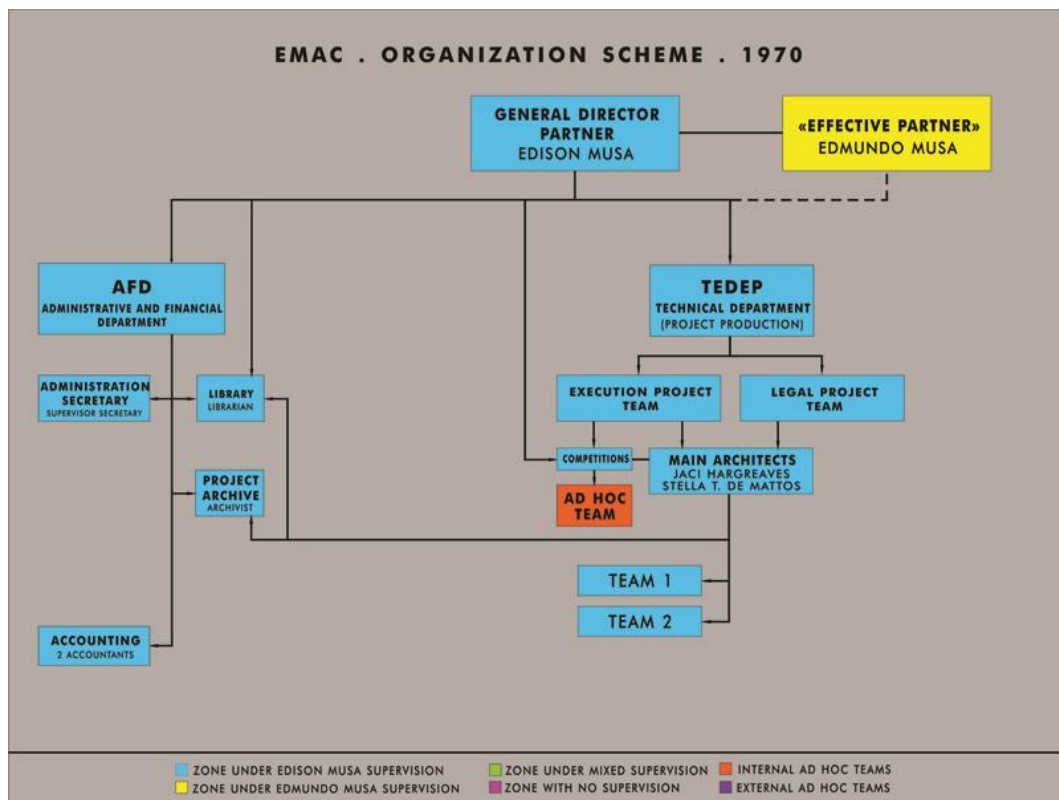 EMAC . ORGANIZATION SCHEME . 1970
GENERAL DIRECTOR
PARTNER
EDISON MUSA
«EFFECTIVE PARTNER»
EDMUNDO MUSA
AFD
ADMINISTRATIVE AND FINANCIAL
DEPARTMENT
TEDEP
TECHNICAL DEPARTMENT
(PROJECT PRODUCTION)
ADMINISTRATION
SECRETARY
SUPERVISOR SECRETARY
LIBRARY
LIBRARIAN
EXECUTION PROJECT
TEAM
LEGAL PROJECT
TEAM
COMPETITIONS
MAIN ARCHITECTS
JACI HARGREAVES
STELLA T. DE MATTOS
PROJECT
ARCHIVE
ARCHIVIST
AD HOC
TEAM
TEAM 1
TEAM 2
ACCOUNTING
2 ACCOUNTANTS
ZONE UNDER EDISON MUSA SUPERVISION
ZONE UNDER EDMUNDO MUSA SUPERVISION
ZONE UNDER MIXED SUPERVISION
ZONE WITH NO SUPERVISION
INTERNAL AD HOC TEAMS
EXTERNAL AD HOC TEAMS